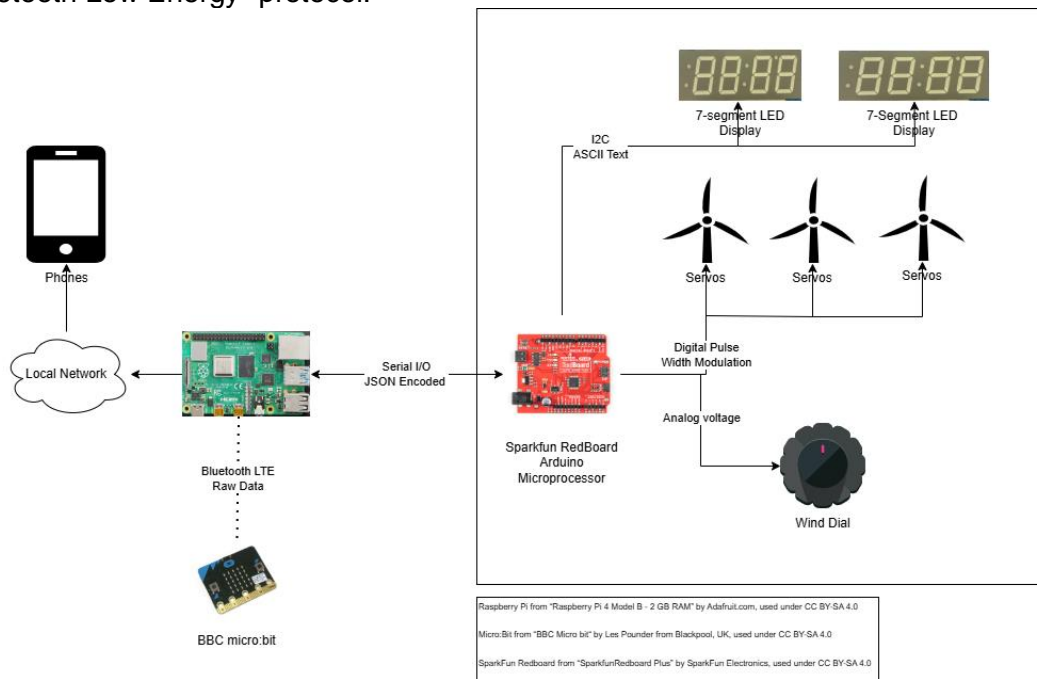 Energy" protocol.
7-segment LED
Display
7-Segment LED
Display
I2C
ASCII Text
Phones
Servos
Servos
Servos
Local Network
Serial I/O
JSON Encoded
Digital Pulse
Width Modulation
Analog voltage
Sparkfun RedBoard
Arduino
Microprocessor
Bluetooth LTE
Raw Data
Wind Dial
BBC micro:bit
Raspberry Pi from "Raspberry Pi 4 Model B - 2 GB RAM" by Adafruit.com, used under CC BY-SA 4.0
Micro:Bit from "BBC Micro bit" by Les Pounder from Blackpool, UK, used under CC BY-SA 4.0
SparkFun Redboard from "SparkfunRedboard Plus" by SparkFun Electronics, used under CC BY-SA 4.0